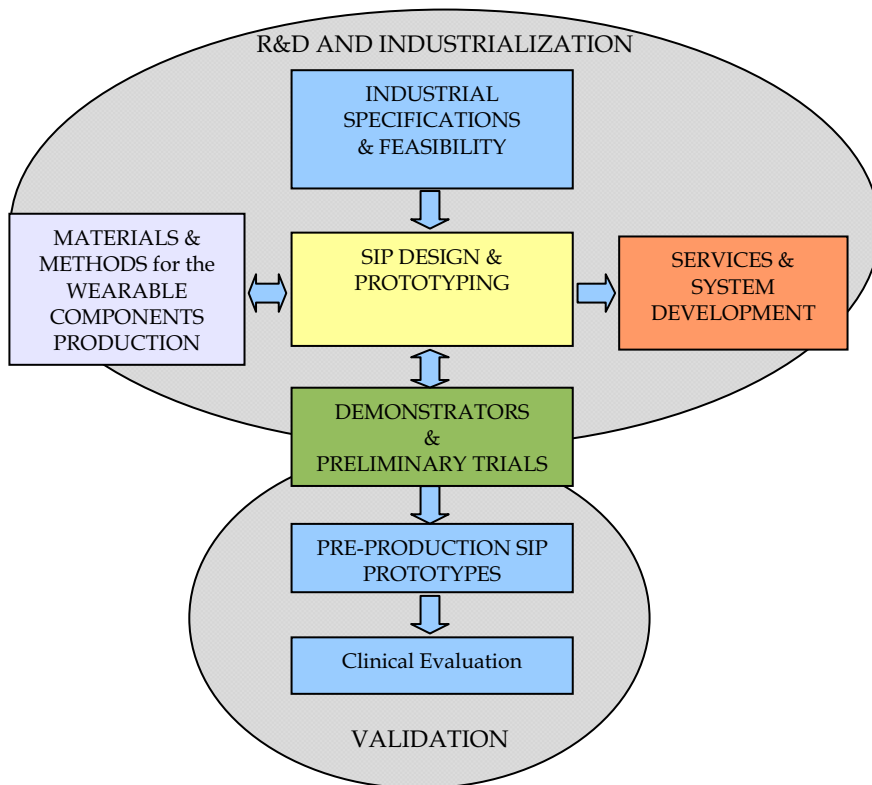 R&D AND INDUSTRIALIZATION
INDUSTRIAL
SPECIFICATIONS
& FEASIBILITY
MATERIALS &
METHODS for the
WEARABLE
COMPONENTS
PRODUCTION
SIP DESIGN &
PROTOTYPING
SERVICES &
SYSTEM
DEVELOPMENT
DEMONSTRATORS
&
PRELIMINARY TRIALS
PRE-PRODUCTION SIP
PROTOTYPES
Clinical Evaluation
VALIDATION